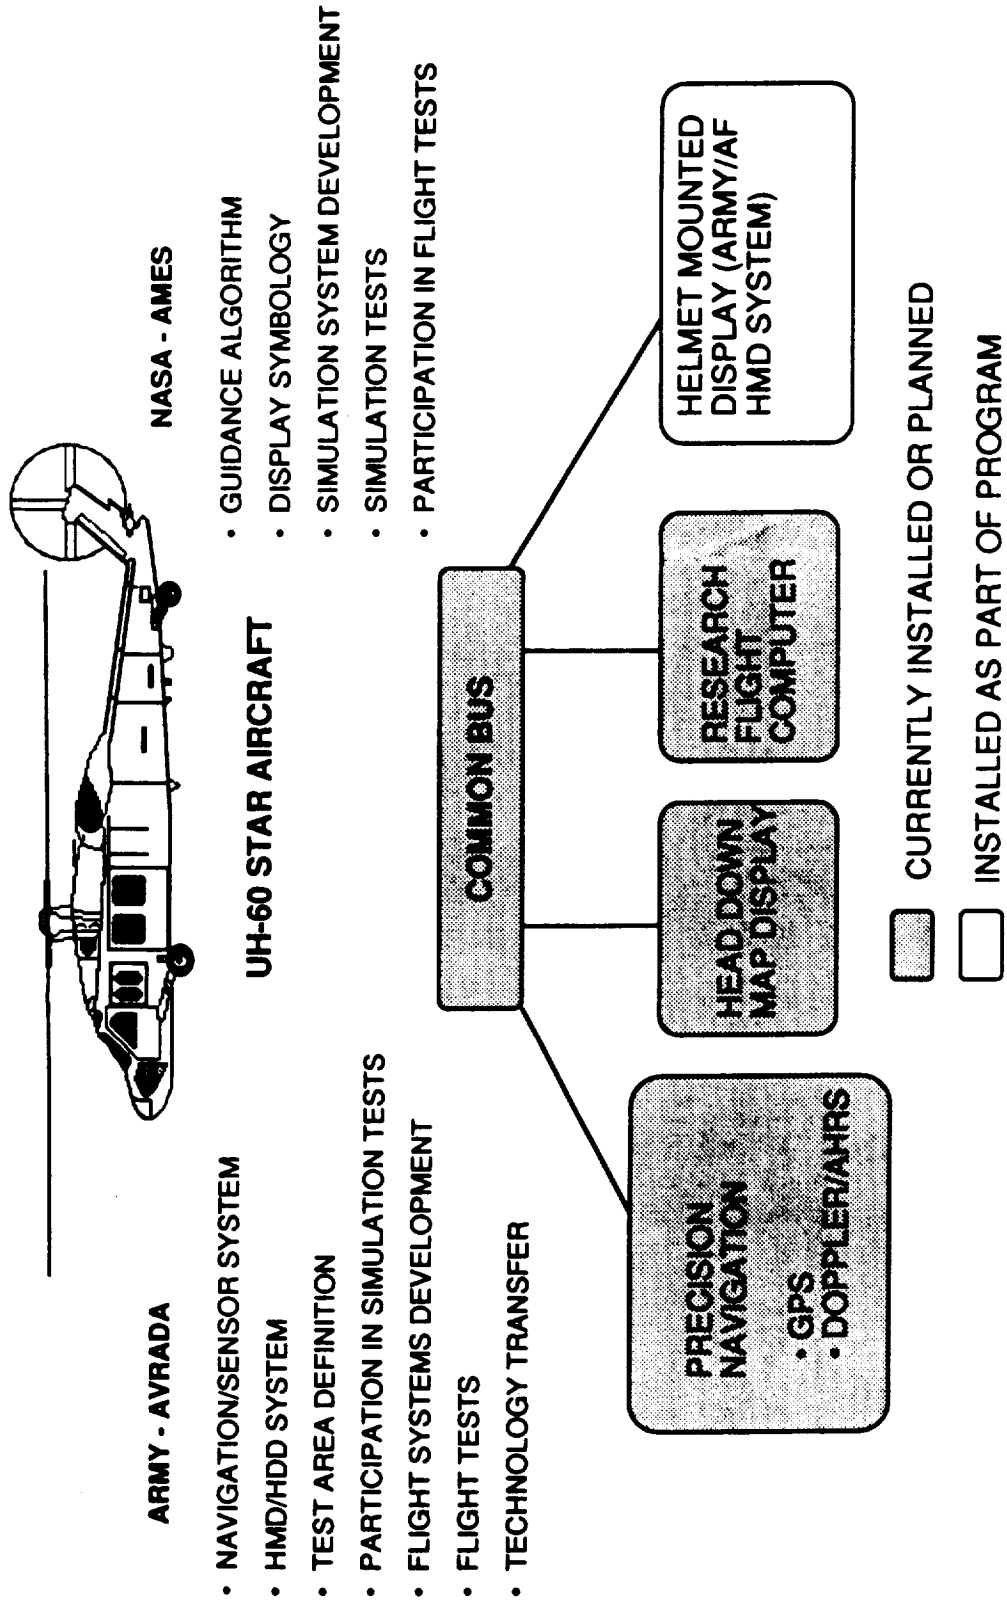 ARMY - AVRADA
• NAVIGATION/SENSOR SYSTEM
• HMD/HDD SYSTEM
• TEST AREA DEFINITION
• PARTICIPATION IN SIMULATION TESTS
• FLIGHT SYSTEMS DEVELOPMENT
• FLIGHT TESTS
• TECHNOLOGY TRANSFER
UH-60 STAR AIRCRAFT
NASA - AMES
• GUIDANCE ALGORITHM
• DISPLAY SYMBOLOGY
• SIMULATION SYSTEM DEVELOPMENT
• SIMULATION TESTS
• PARTICIPATION IN FLIGHT TESTS
COMMON BUS
PRECISION
NAVIGATION
• GPS
• DOPPLER/AHRS
HEAD DOWN
MAP DISPLAY
RESEARCH
FLIGHT
COMPUTER
HELMET MOUNTED
DISPLAY (ARMY/AF
HMD SYSTEM)
CURRENTLY INSTALLED OR PLANNED
INSTALLED AS PART OF PROGRAM